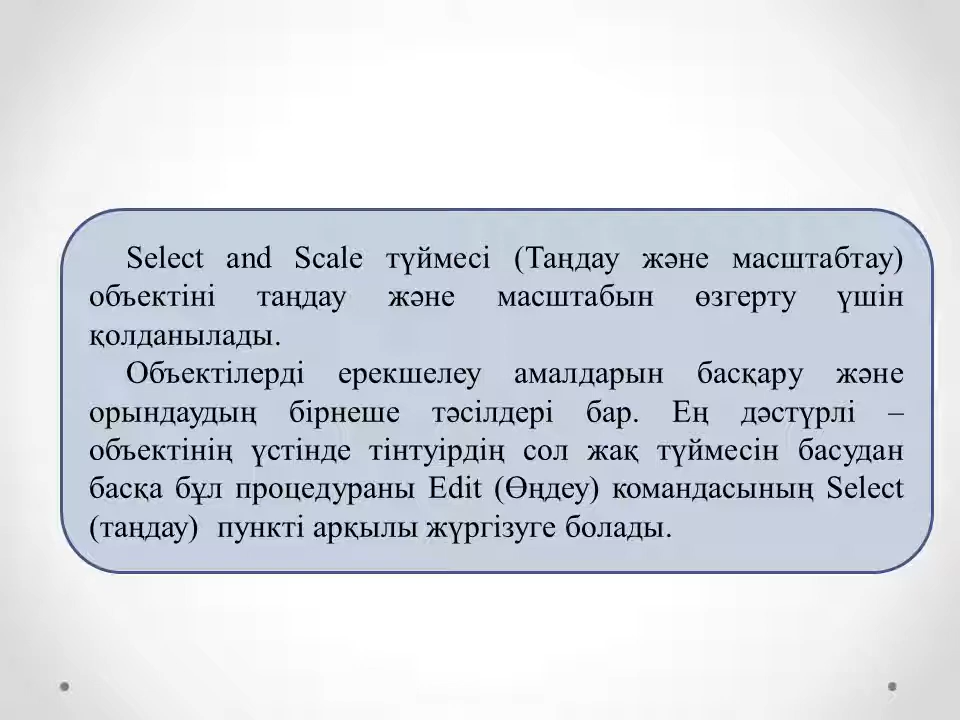 Select and Scale түймесі (Таңдау және масштабтау)
объектіні таңдау және масштабын өзгерту үшін
қолданылады.
Объектілерді ерекшелеу амалдарын басқару және
орындаудың бірнеше тәсілдері бар. Ең дәстүрлі –
объектінің үстінде тінтуірдің сол жақ түймесін басудан
басқа бұл процедураны Edit (Өңдеу) командасының Select
(таңдау) пункті арқылы жүргізуге болады.